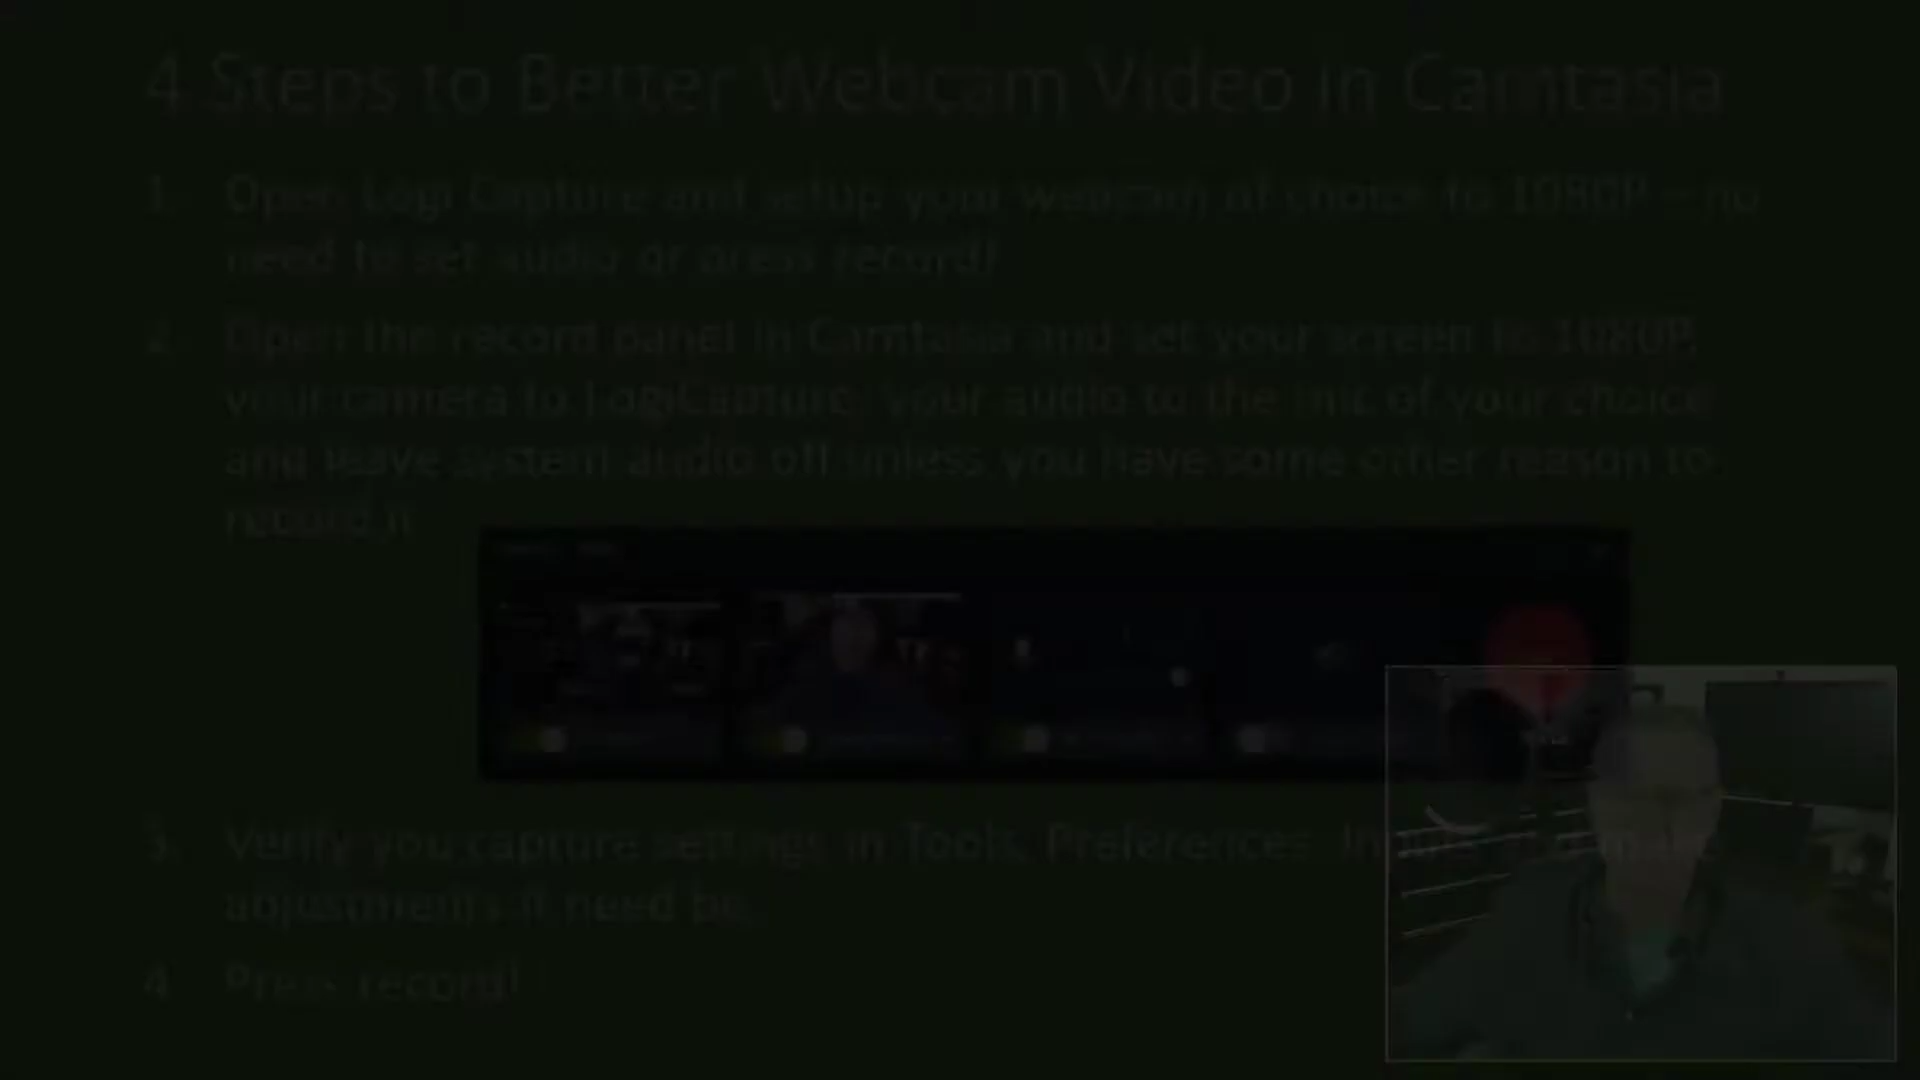 4 Steps to Better Webcam Video in Camtasia
1. Open Logi Capture and setup your webcam of choice to 1080P – no
need to set audio or press record!
2. Open the record panel in Camtasia and set your screen to 1080P,
your camera to LogiCapture, your audio to the mic of your choice
and leave system audio off unless you have some other reason to
record it
3. Verify you capture settings in Tools, Preferences
adjustments if need be.
4. Press record!